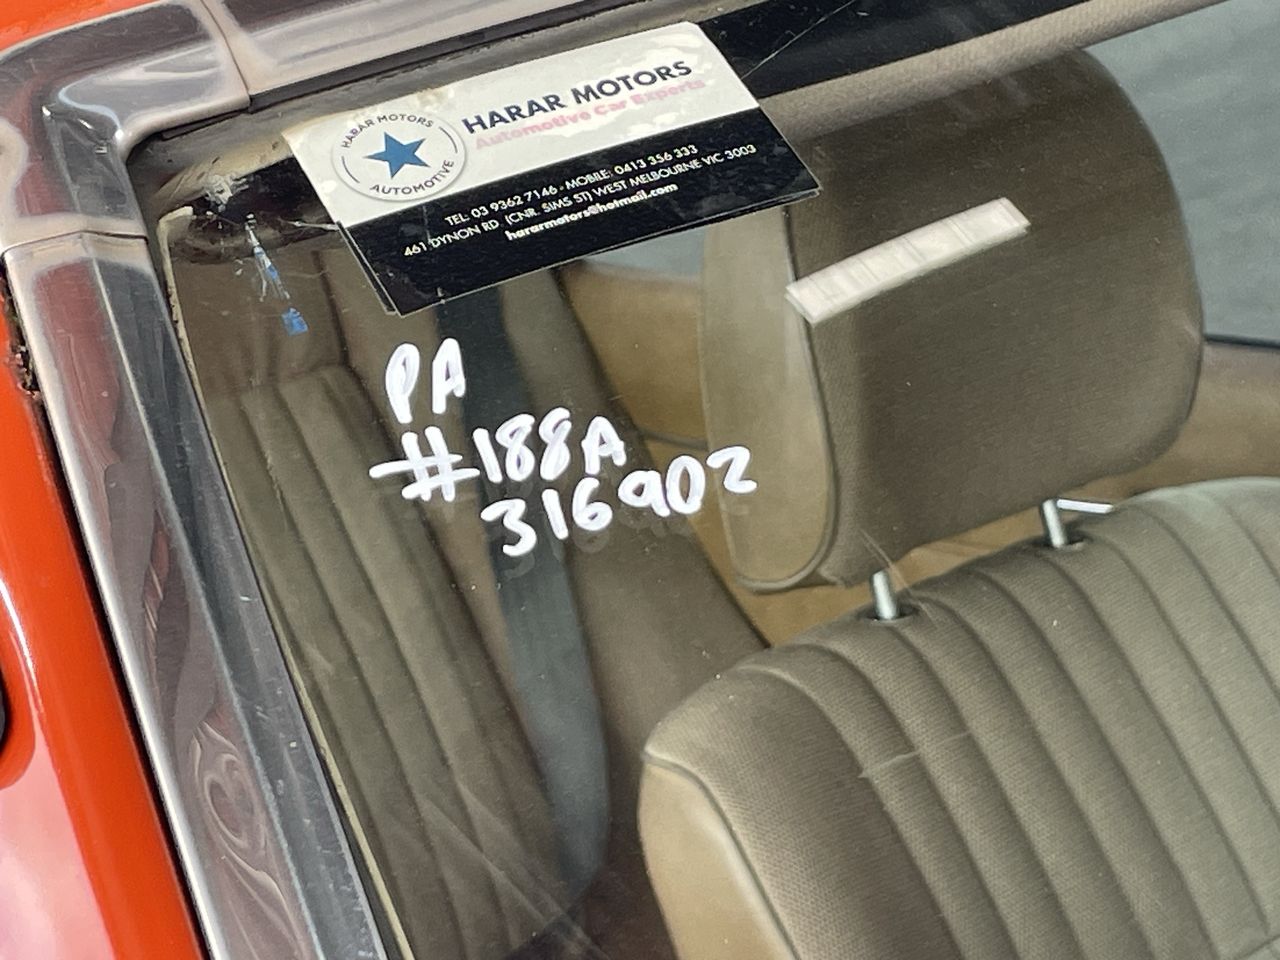 HARAR MOTORS
AUTOMOTIVE
HARAR MOTORS
Automotive Car Experts
TEL: 03 9362 7146 - MOBILE: 0413 356 333
461 DYNON RD (CNR. SIMS ST) WEST MELBOURNE VIC 3003
hararmotors@hotmail.com
PA
#188A
316902